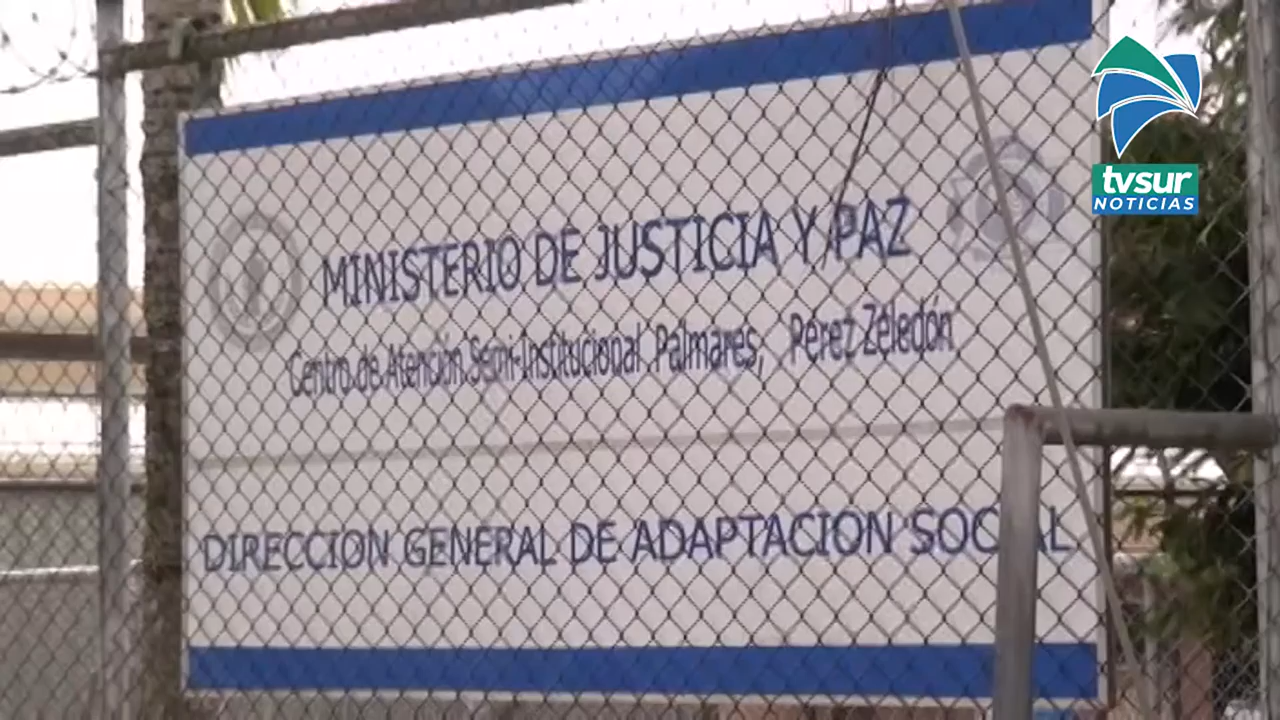 tvsur
NOTICIAS
MINISTERIO DE JUSTICIA Y PAZ
Centro de Atención Semi-Institucional Palmares, Pérez Zeledón
DIRECCION GENERAL DE ADAPTACION SOCIAL